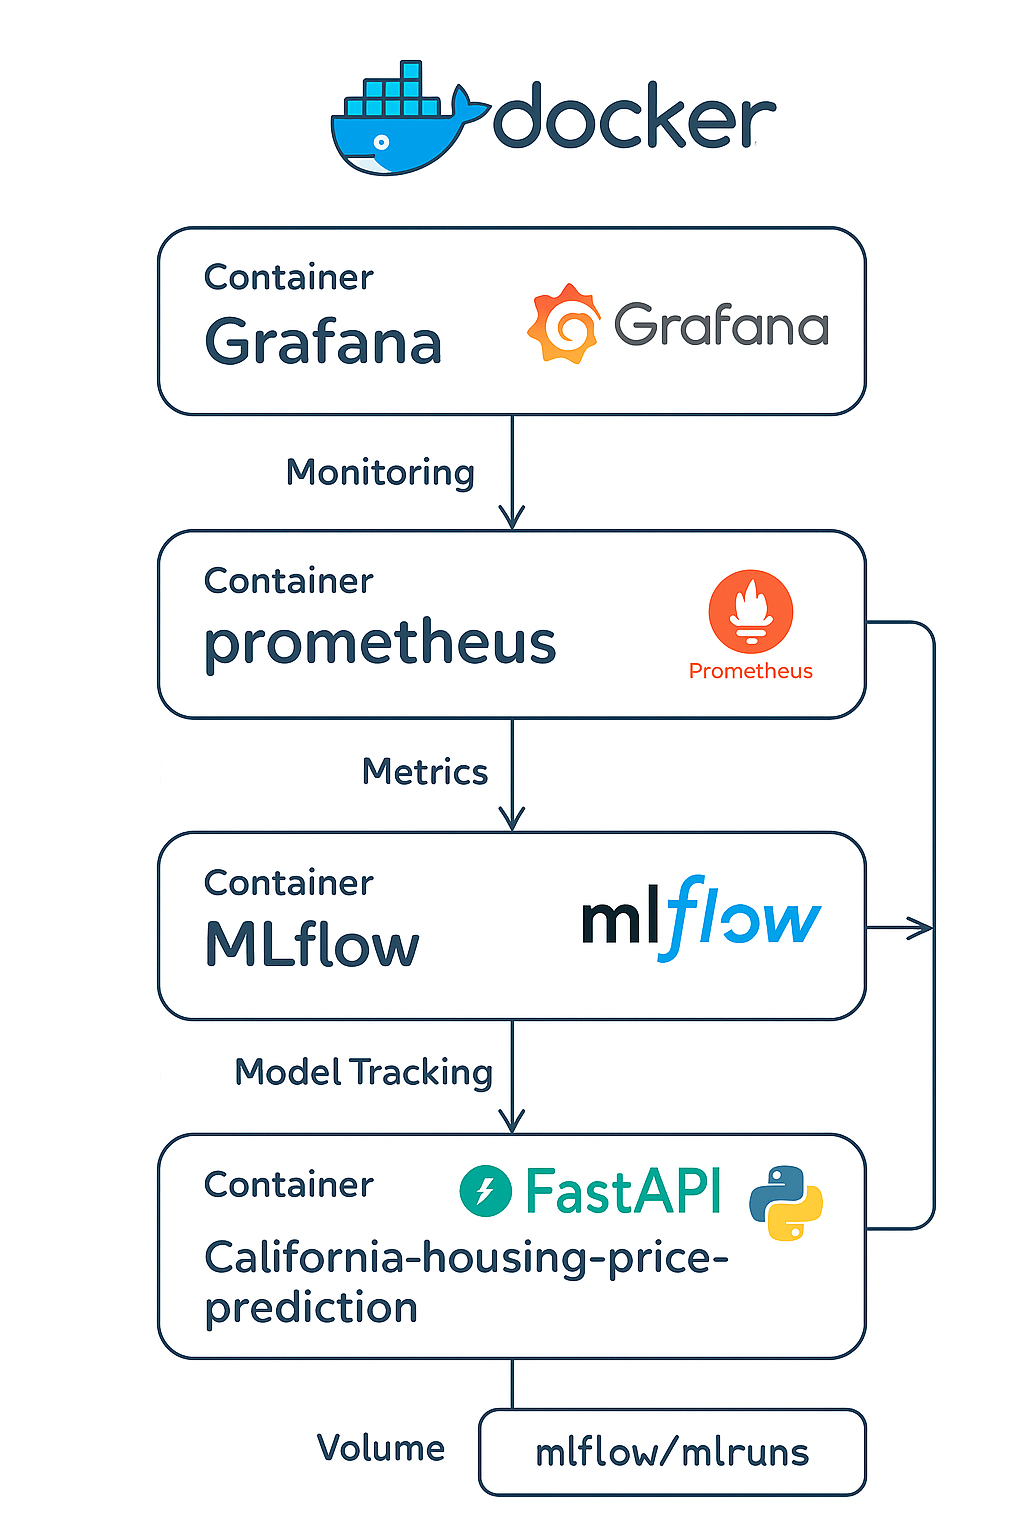 docker
Container
Grafana
Grafana
Monitoring
Container
prometheus
Prometheus
Metrics
Container
MLflow
mlflow
Model Tracking
Container
FastAPI
California-housing-price-
prediction
Volume
mlflow/mlruns